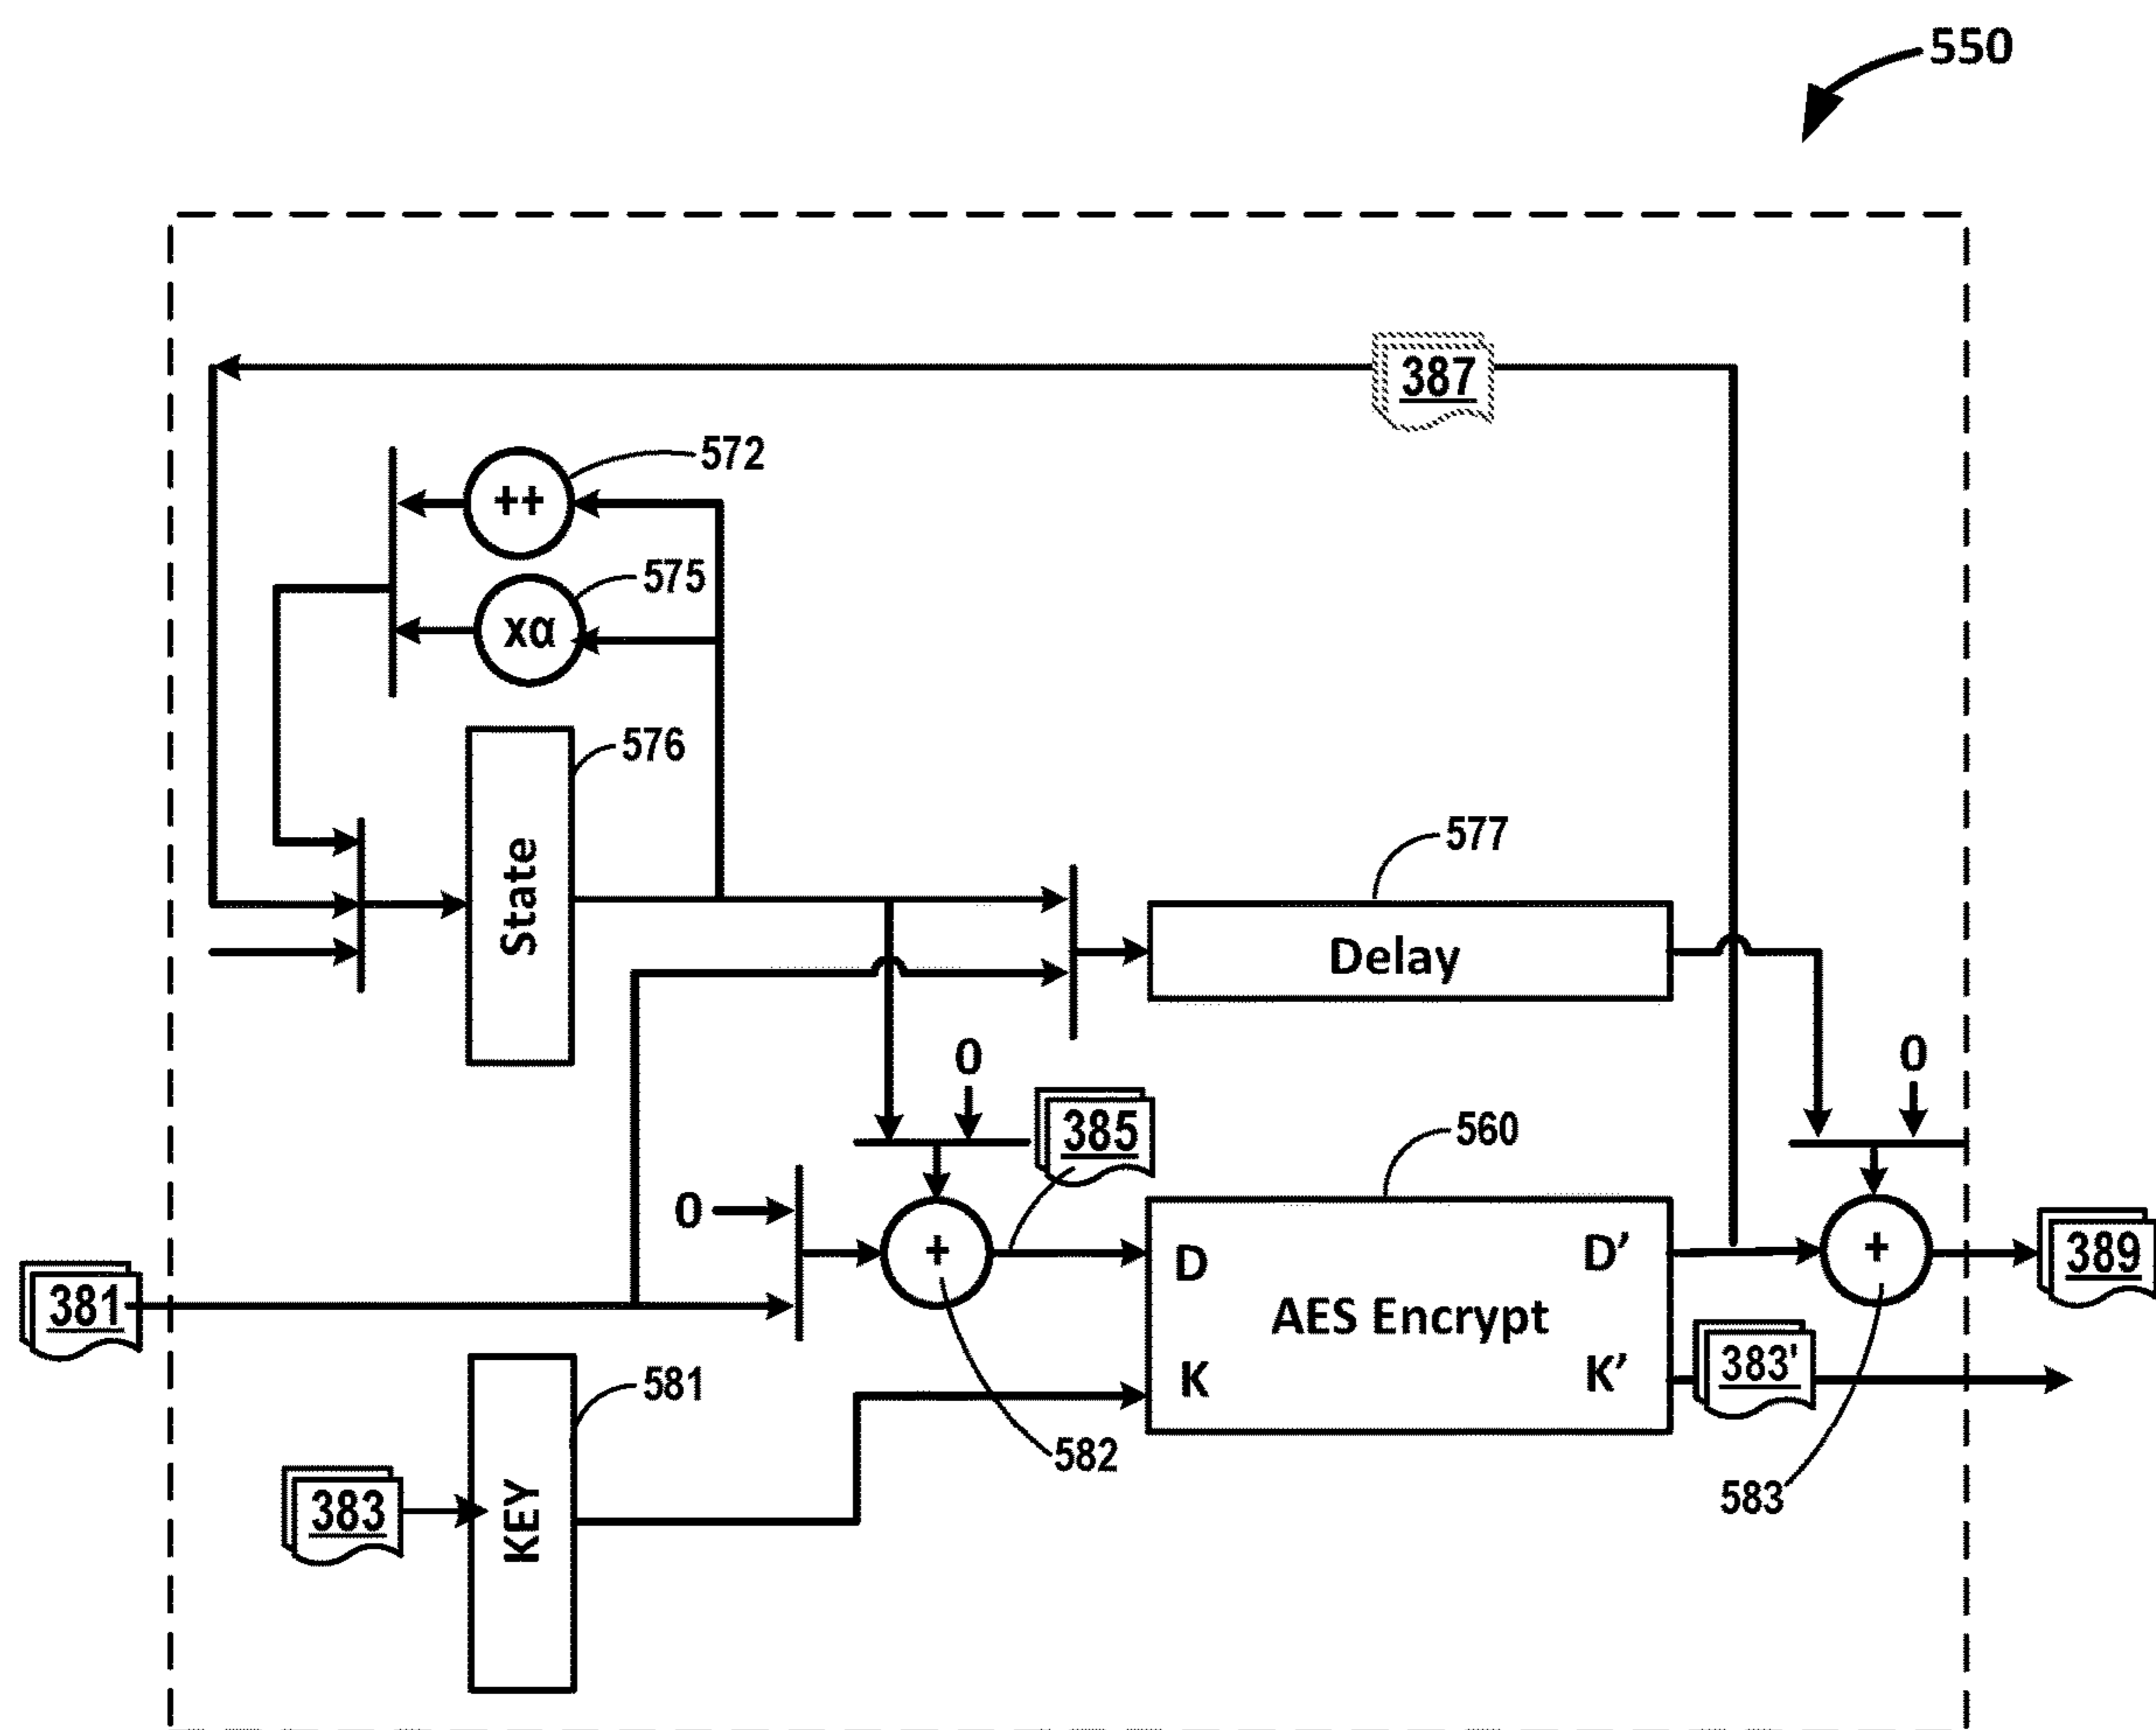 550
387
572
++
575
xα
576
State
577
Delay
0
0
385
560
0
+
D
D’
+
389
381
AES Encrypt
K
K’
383'
581
582
583
383
KEY